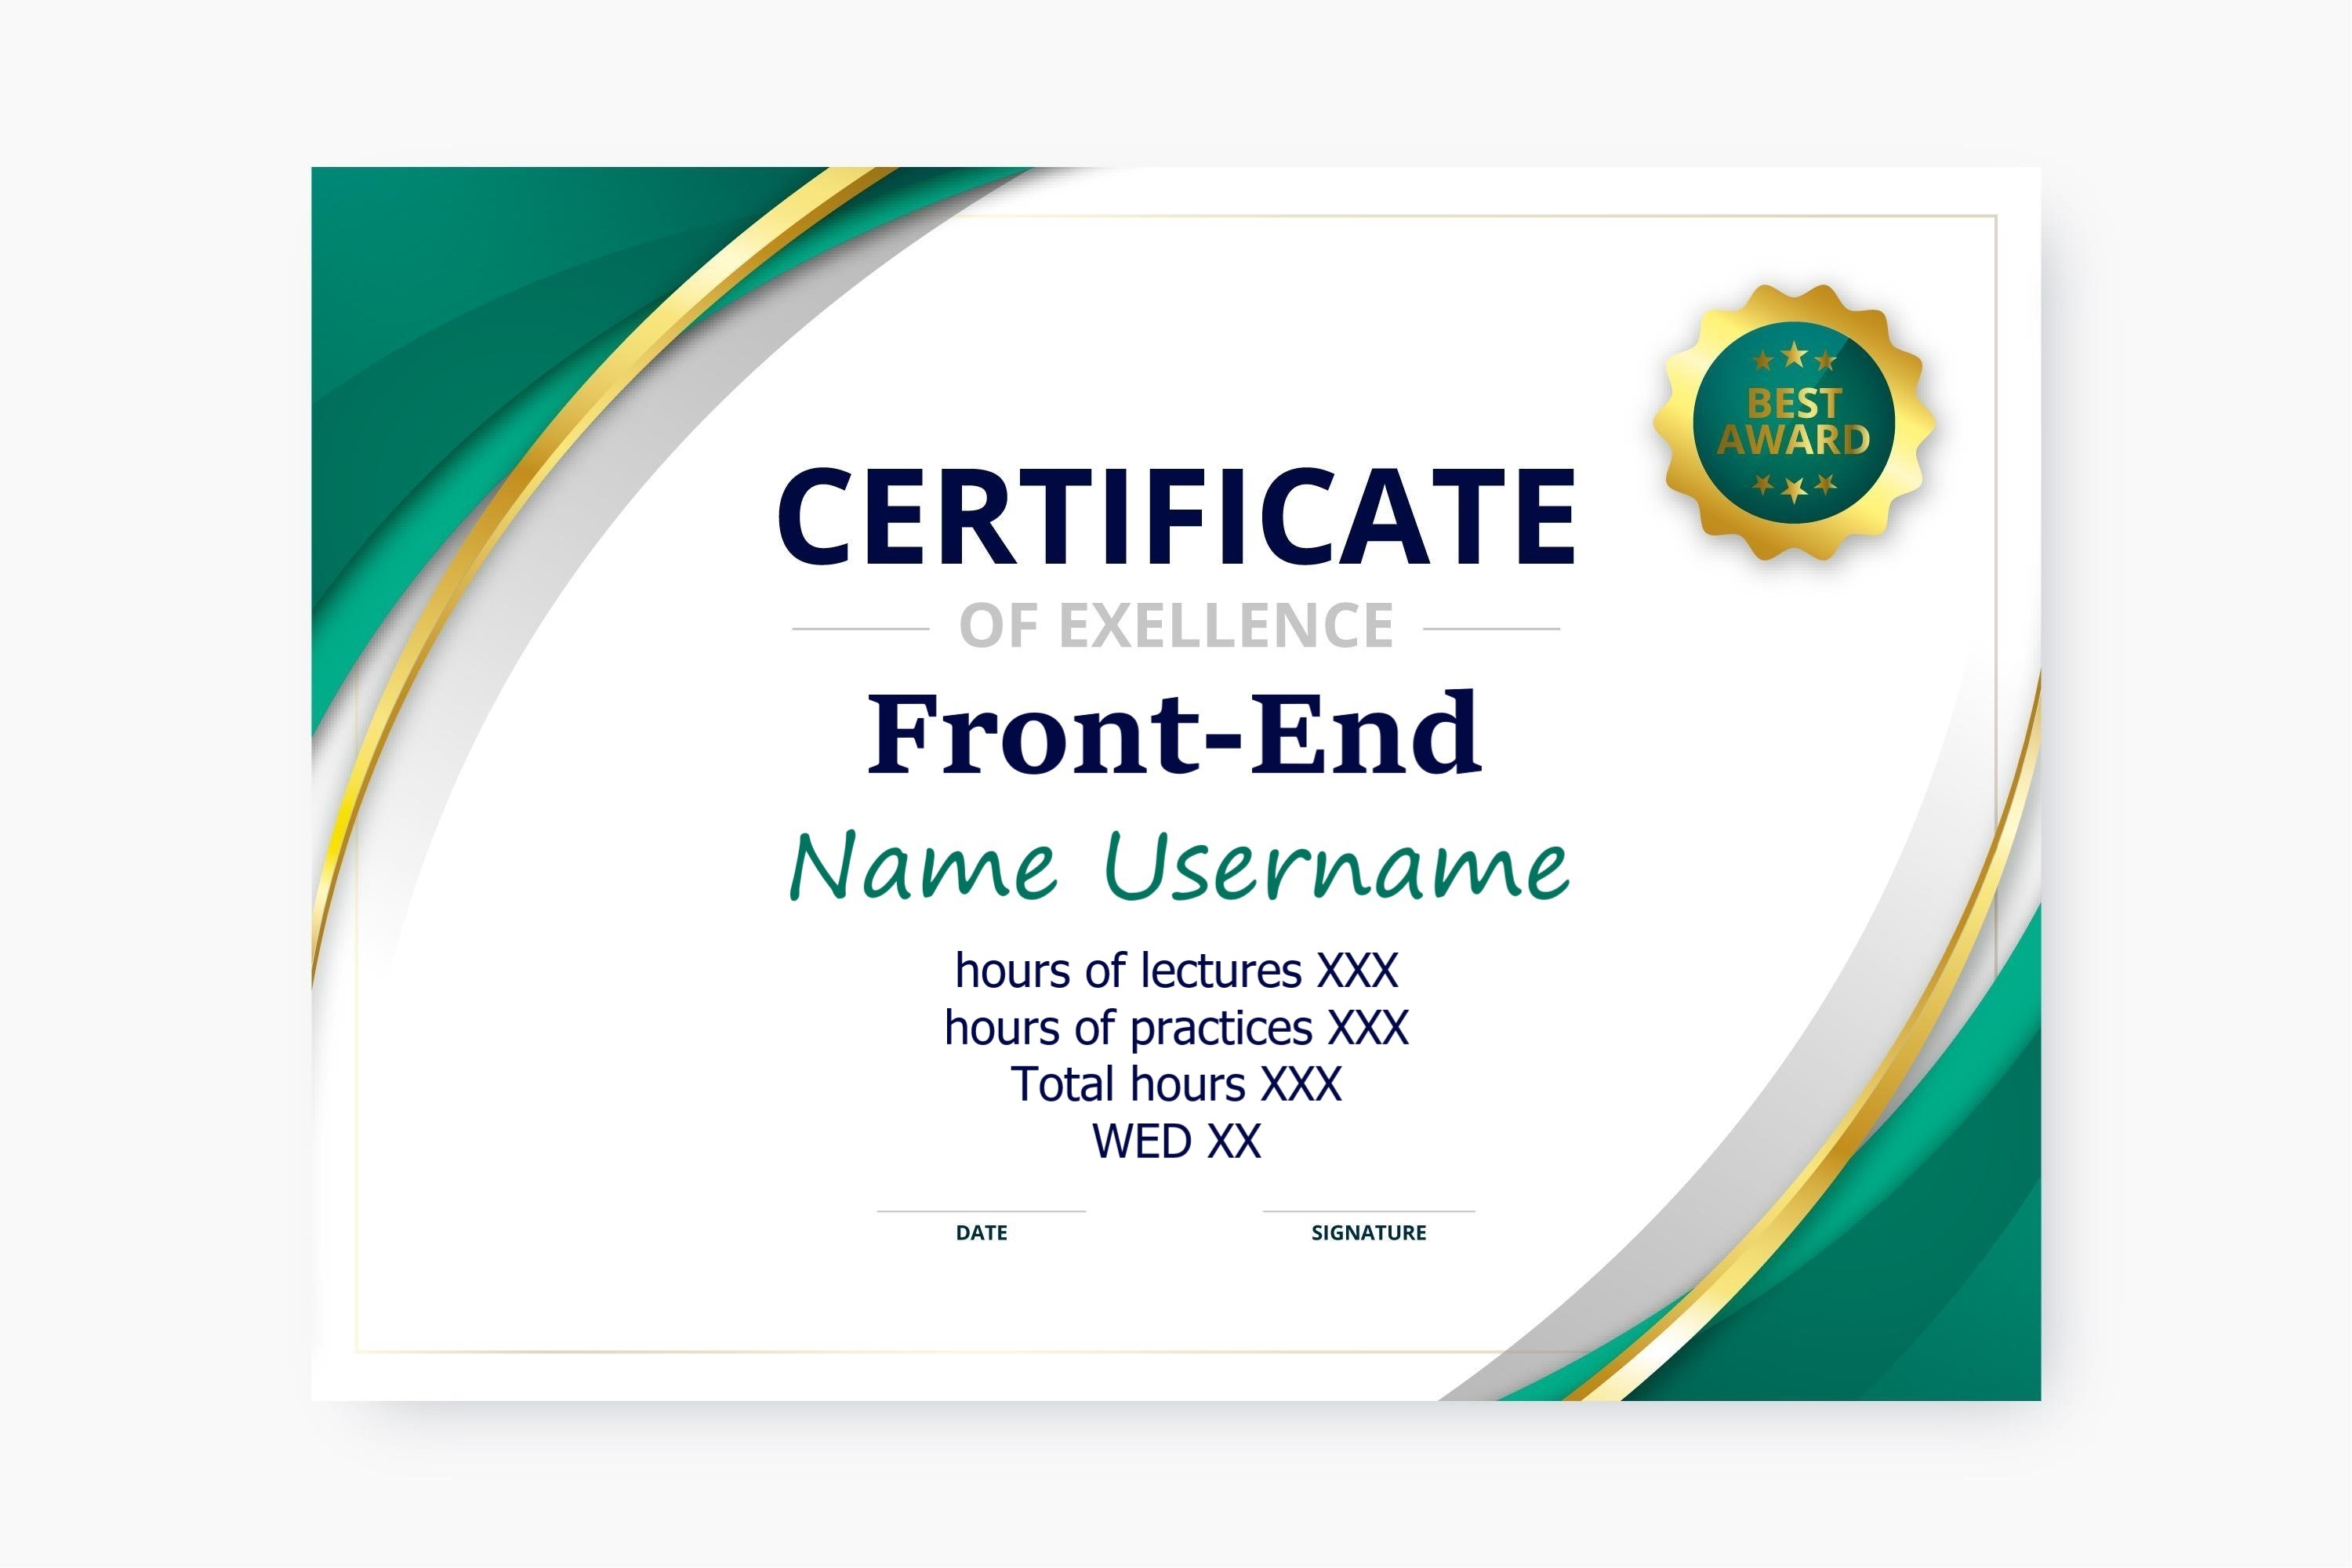 BEST
AWARD
CERTIFICATE
OF EXELLENCE
Front-End
Name Username
hours of lectures XXX
hours of practices XXX
Total hours XXX
WED XX
DATE
SIGNATURE